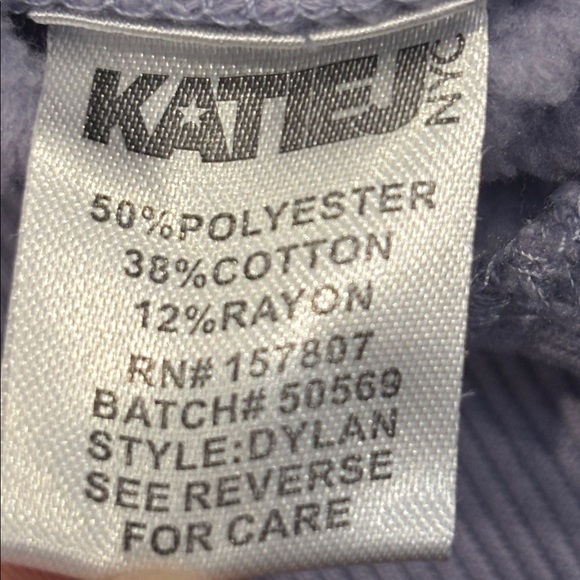 KATIEJ NYC
50%POLYESTER
38%COTTON
12%RAYON
RN# 157807
BATCH# 50569
STYLE:DYLAN
SEE REVERSE
FOR CARE